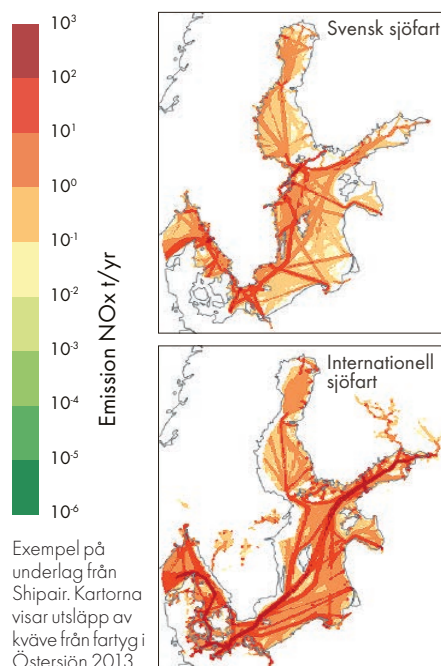 10³
10²
10¹
10⁰
10⁻¹
10⁻²
10⁻³
10⁻⁴
10⁻⁵
10⁻⁶
Emission NOx t/yr
Exempel på
underlag från
Shipair. Kartorna
visar utsläpp av
kväve från fartyg i
Östersjön 2013
Svensk sjöfart
Internationell
sjöfart